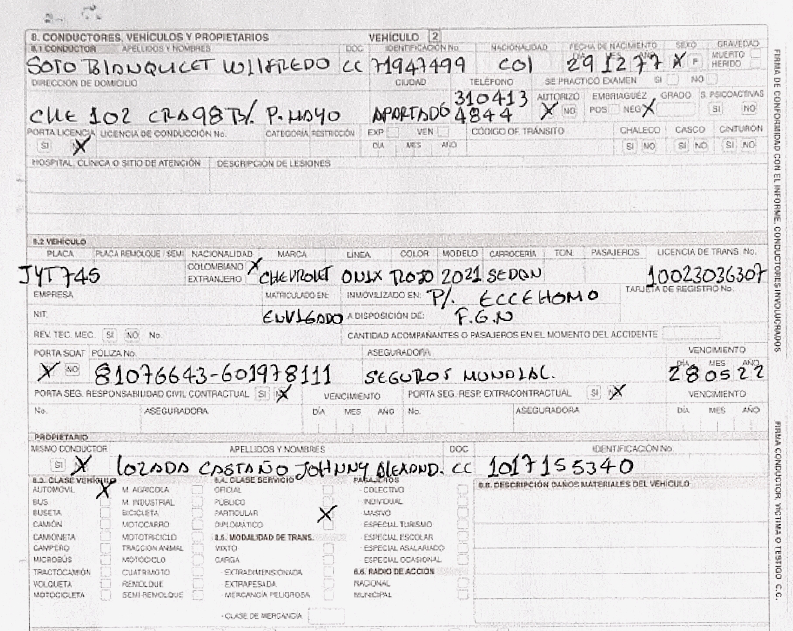 8. CONDUCTORES, VEHÍCULOS Y PROPIETARIOS VEHÍCULO 2
8.1 CONDUCTOR APELLIDOS Y NOMBRES DOC IDENTIFICACIÓN No. NACIONALIDAD FECHA DE NACIMIENTO SEXO GRAVEDAD
SOTO BLANQUICET WILFREDO CC 71947499 COL 291277 X F MUERTO
HERIDO
DIRECCIÓN DE DOMICILIO CIUDAD TELÉFONO SE PRACTICÓ EXAMEN SI NO
CLLE 102 CRA98B P/. P. MAYO APARTADO 310413 4844 AUTORIZO X NO EMBRIAGUEZ POS NEG X GRADO S. PSICOACTIVAS SI NO
PORTA LICENCIA LICENCIA DE CONDUCCIÓN No. CATEGORÍA RESTRICCIÓN EXP VEN CÓDIGO DE TRÁNSITO CHALECO CASCO CINTURÓN
SI X DÍA MES AÑO SI NO SI NO SI NO
HOSPITAL, CLÍNICA O SITIO DE ATENCIÓN DESCRIPCIÓN DE LESIONES
8.2 VEHÍCULO
PLACA PLACA REMOLQUE / SEMI NACIONALIDAD MARCA LÍNEA COLOR MODELO CARROCERÍA TON. PASAJEROS LICENCIA DE TRANS. No.
JYT745 COLOMBIANO X CHEVROLET ONIX ROJO 2021 SEDAN 10023036307
EXTRANJERO
EMPRESA MATRICULADO EN: INMOVILIZADO EN: P/. ECCEHOMO TARJETA DE REGISTRO No.
NIT. ENVIGADO A DISPOSICIÓN DE: F.G.N
REV. TEC. MEC. SI NO No. CANTIDAD ACOMPAÑANTES O PASAJEROS EN EL MOMENTO DEL ACCIDENTE
PORTA SOAT POLIZA No. ASEGURADORA VENCIMIENTO
DÍA MES AÑO
X NO 81076643-601978111 SEGUROS MUNDIAL. 280522
PORTA SEG. RESPONSABILIDAD CIVIL CONTRACTUAL SI X VENCIMIENTO PORTA SEG. RESP. EXTRACONTRACTUAL SI X VENCIMIENTO
No. ASEGURADORA DÍA MES AÑO No. ASEGURADORA DÍA MES AÑO
PROPIETARIO
MISMO CONDUCTOR APELLIDOS Y NOMBRES DOC IDENTIFICACIÓN No.
SI X LOZADA CASTAÑO JOHNNY ALEXAND. CC 1017155340
8.3. CLASE VEHÍCULO 8.4. CLASE SERVICIO PASAJEROS 8.8. DESCRIPCIÓN DAÑOS MATERIALES DEL VEHÍCULO
AUTOMÓVIL X M. AGRÍCOLA OFICIAL - COLECTIVO
BUS M. INDUSTRIAL PÚBLICO - INDIVIDUAL
BUSETA BICICLETA PARTICULAR X - MASIVO
CAMIÓN MOTOCARRO DIPLOMÁTICO - ESPECIAL TURISMO
CAMIONETA MOTOTRICICLO 8.5. MODALIDAD DE TRANS. - ESPECIAL ESCOLAR
CAMPERO TRACCIÓN ANIMAL MIXTO - ESPECIAL ASALARIADO
MICROBÚS MOTOCICLO CARGA - ESPECIAL OCASIONAL
TRACTOCAMIÓN CUATRIMOTO - EXTRADIMENSIONADA 8.6. RADIO DE ACCIÓN
VOLQUETA REMOLQUE - EXTRAPESADA NACIONAL
MOTOCICLETA SEMI-REMOLQUE - MERCANCÍA PELIGROSA MUNICIPAL
- CLASE DE MERCANCÍA
FIRMA DE CONFORMIDAD CON EL INFORME, CONDUCTORES INVOLUCRADOS
FIRMA CONDUCTOR, VÍCTIMA O TESTIGO C.C.